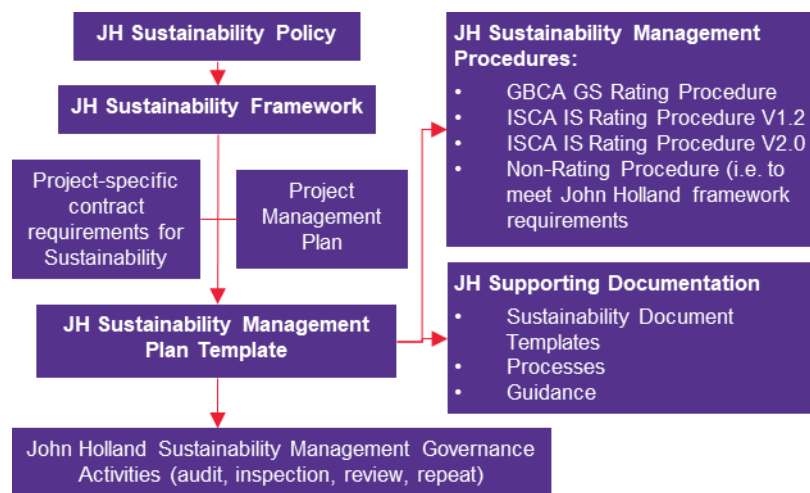 JH Sustainability Policy
JH Sustainability Framework
Project-specific
contract
requirements for
Sustainability
Project
Management
Plan
JH Sustainability Management
Plan Template
John Holland Sustainability Management Governance
Activities (audit, inspection, review, repeat)
JH Sustainability Management
Procedures:
• GBCA GS Rating Procedure
• ISCA IS Rating Procedure V1.2
• ISCA IS Rating Procedure V2.0
• Non-Rating Procedure (i.e. to
meet John Holland framework
requirements
JH Supporting Documentation
• Sustainability Document
Templates
• Processes
• Guidance